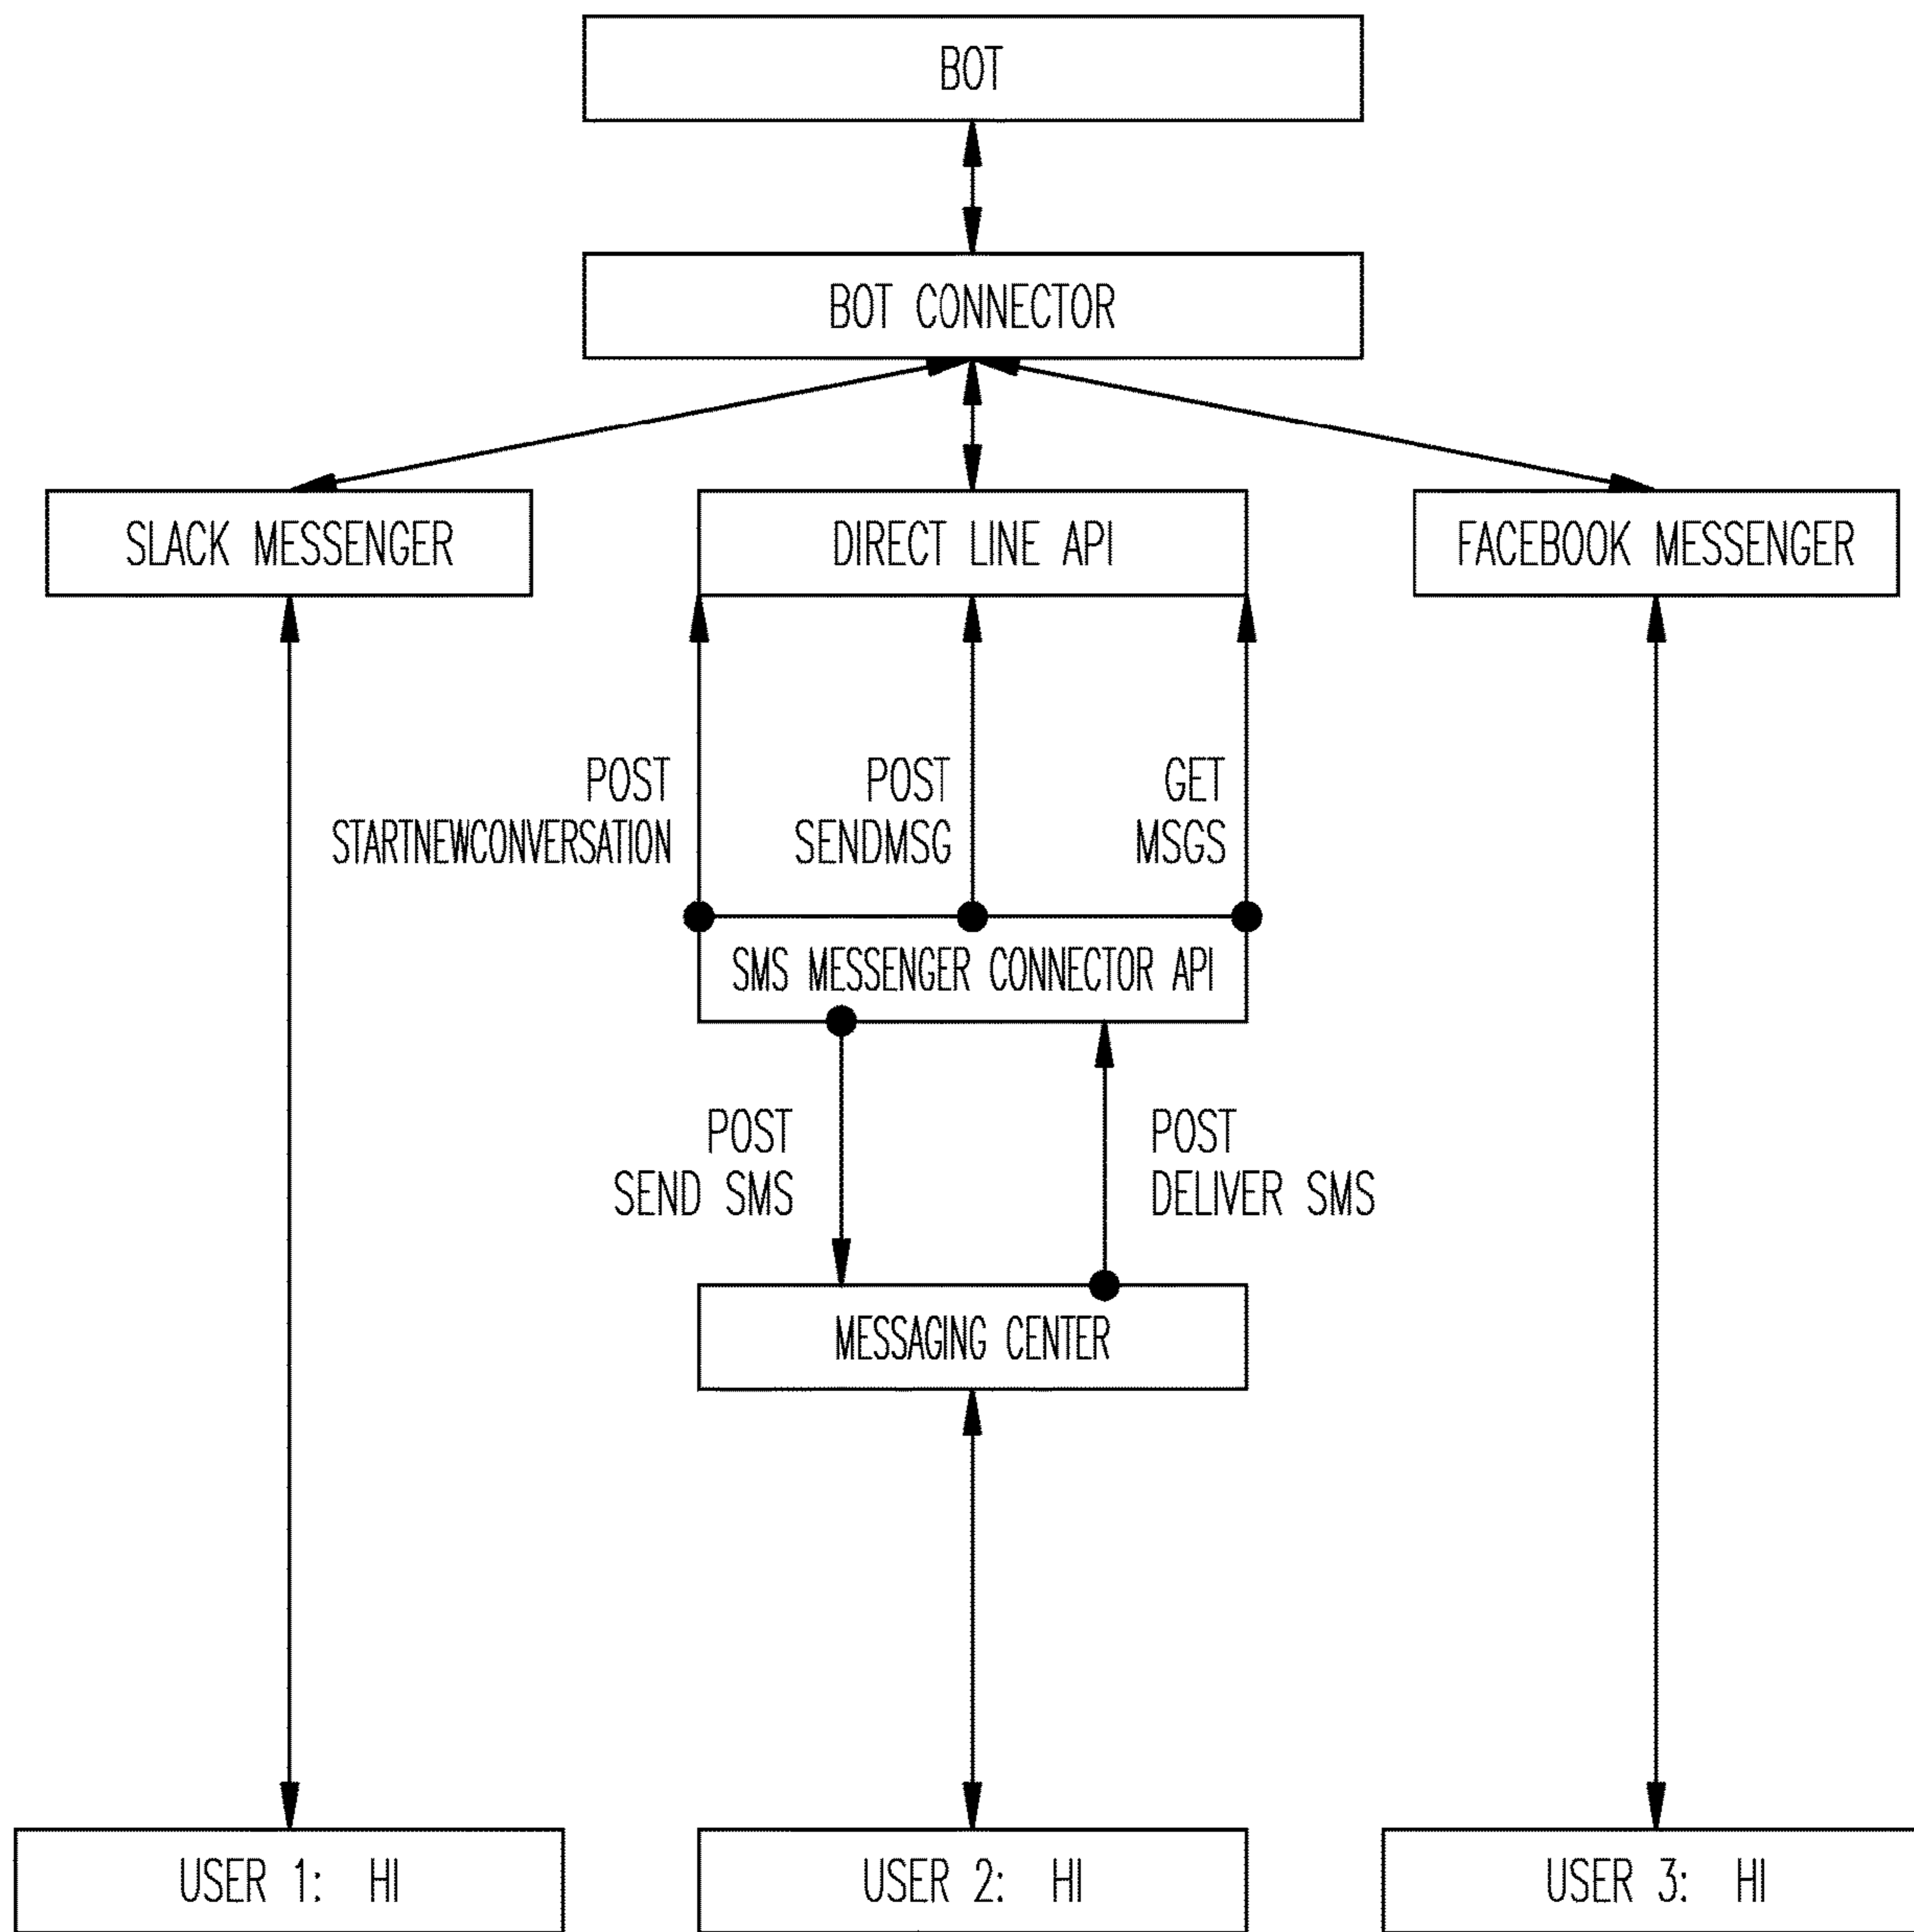 BOT
BOT CONNECTOR
SLACK MESSENGER
DIRECT LINE API
FACEBOOK MESSENGER
POST
STARTNEWCONVERSATION
POST
SENDMSG
GET
MSGS
SMS MESSENGER CONNECTOR API
POST
SEND SMS
POST
DELIVER SMS
MESSAGING CENTER
USER 1: HI
USER 2: HI
USER 3: HI